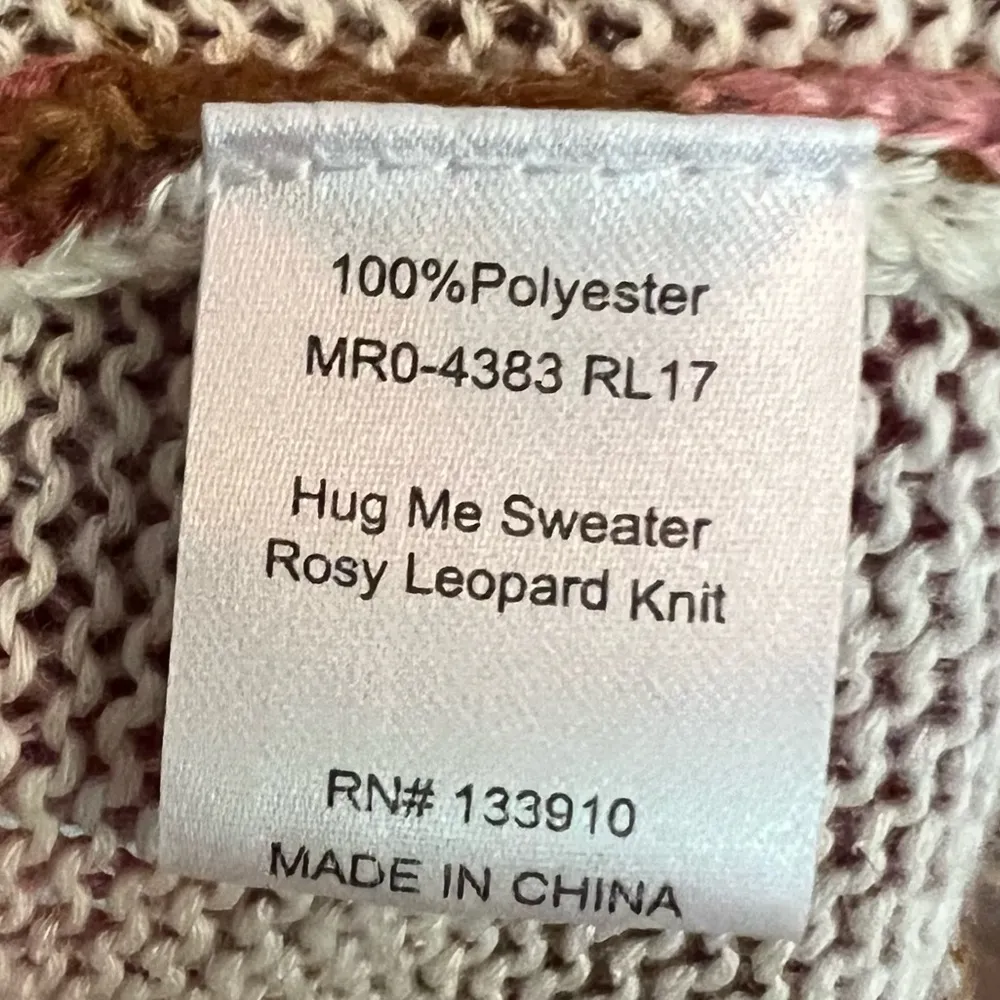 100%Polyester
MR0-4383 RL17
Hug Me Sweater
Rosy Leopard Knit
RN# 133910
MADE IN CHINA